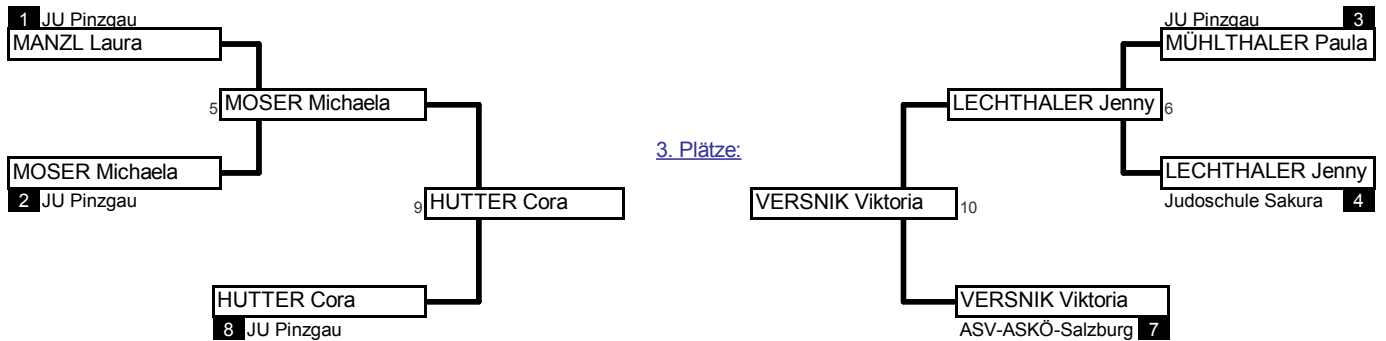 1 JU Pinzgau
MANZL Laura
5 MOSER Michaela
MOSER Michaela
2 JU Pinzgau
9 HUTTER Cora
HUTTER Cora
8 JU Pinzgau
3. Plätze:
JU Pinzgau 3
MÜHLTHALER Paula
LECHTHALER Jenny 6
LECHTHALER Jenny
Judoschule Sakura 4
VERSNIK Viktoria 10
VERSNIK Viktoria
ASV-ASKÖ-Salzburg 7